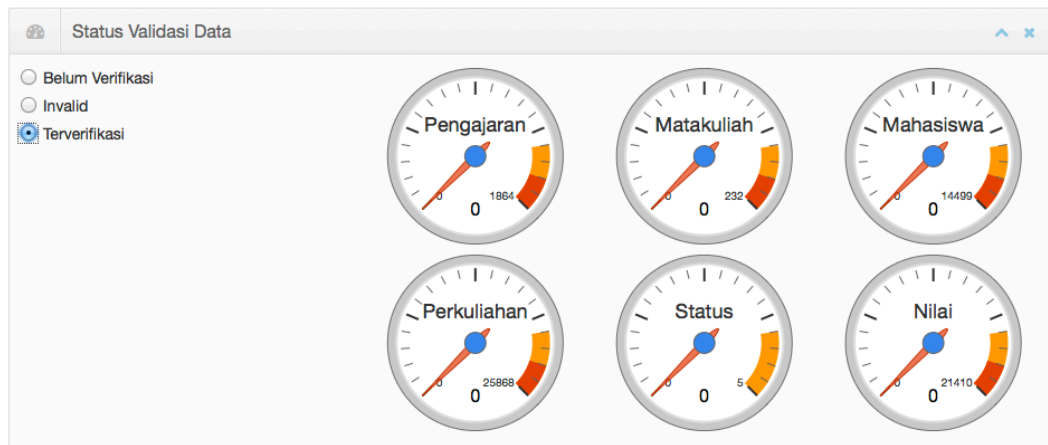 Status Validasi Data
Belum Verifikasi
Invalid
Terverifikasi
Pengajaran
0 1864
0
Matakuliah
0 232
0
Mahasiswa
0 14499
0
Perkuliahan
0 25868
0
Status
0 5
0
Nilai
0 21410
0